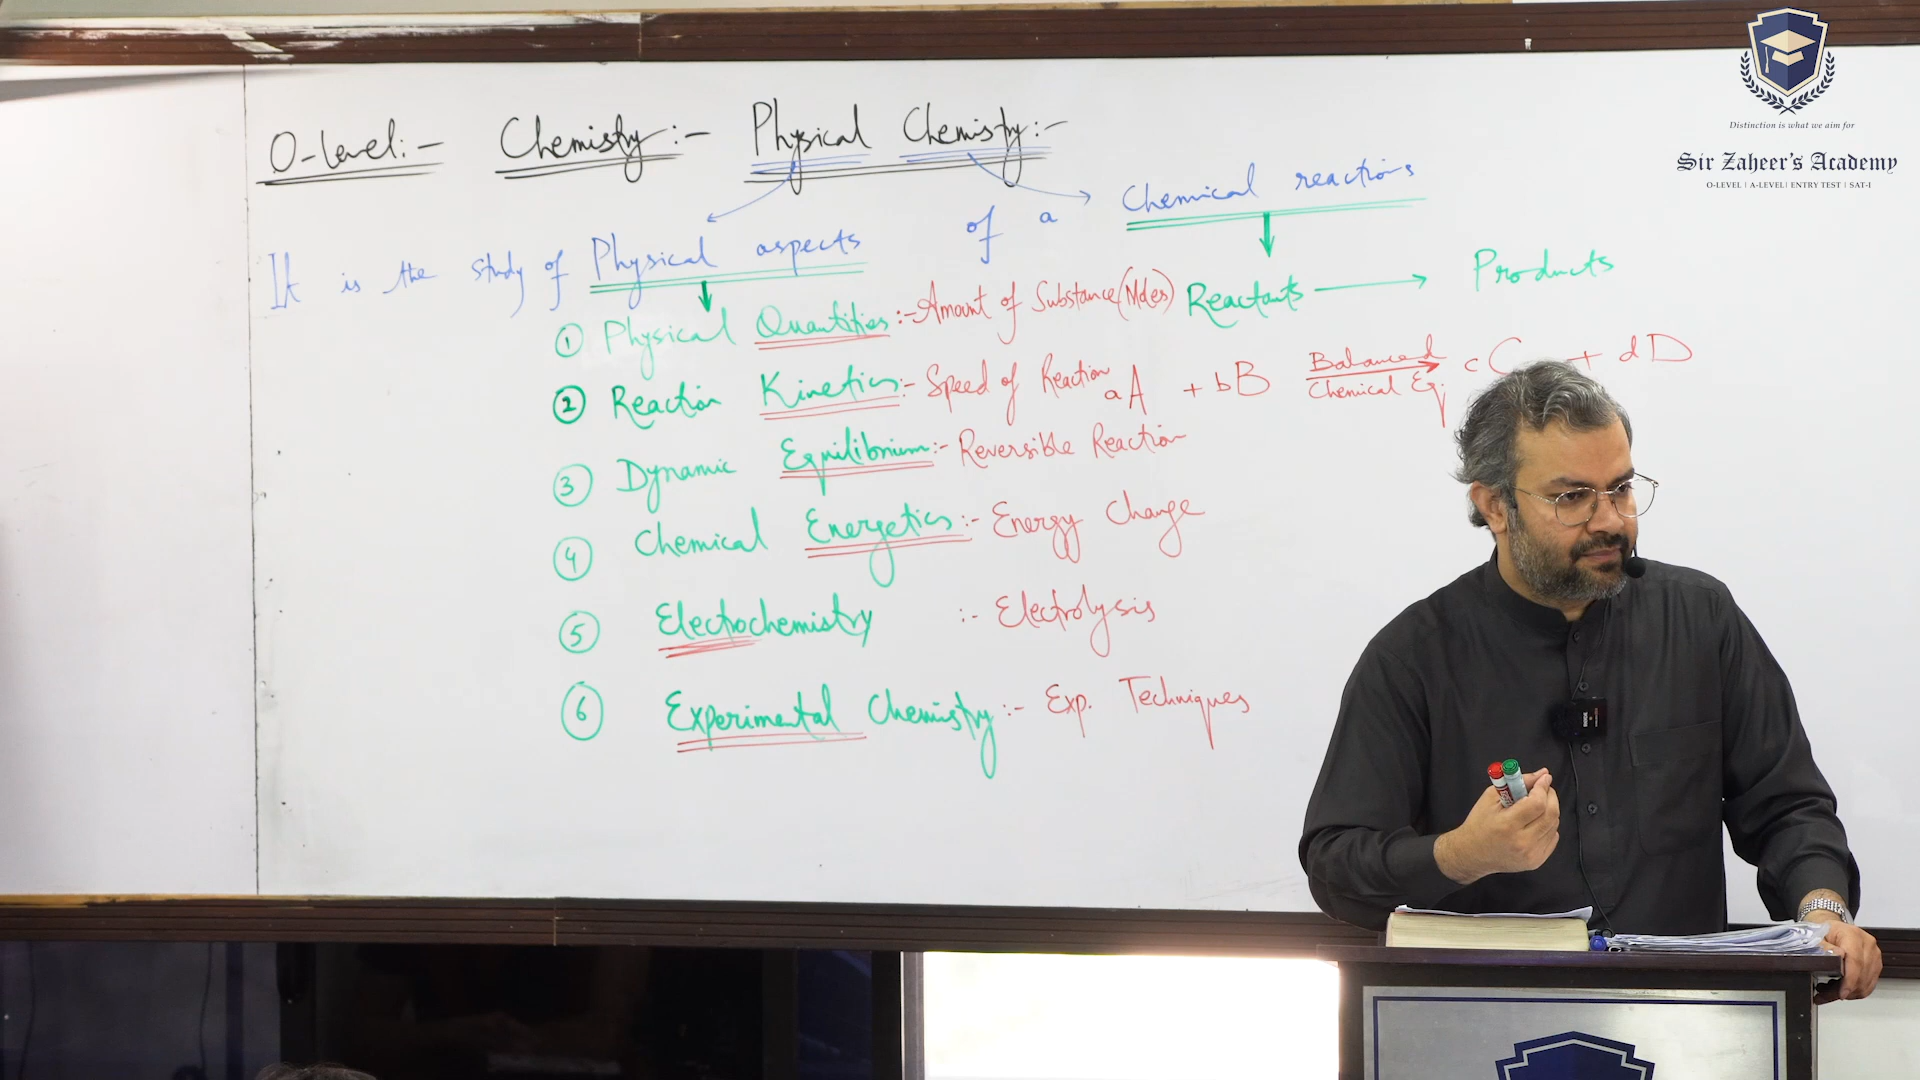 O-level:- Chemistry:- Physical Chemistry:-
It is the study of Physical aspects of a Chemical reactions
Reactants → Products
① Physical Quantities:- Amount of Substance (Moles)
② Reaction Kinetics:- Speed of Reaction
aA + bB Balanced Chemical Eq. → cC + dD
③ Dynamic Equilibrium:- Reversible Reaction
④ Chemical Energetics:- Energy Change
⑤ Electrochemistry :- Electrolysis
⑥ Experimental Chemistry:- Exp. Techniques
Distinction is what we aim for
Sir Zaheer's Academy
O-LEVEL | A-LEVEL | ENTRY TEST | SAT-I